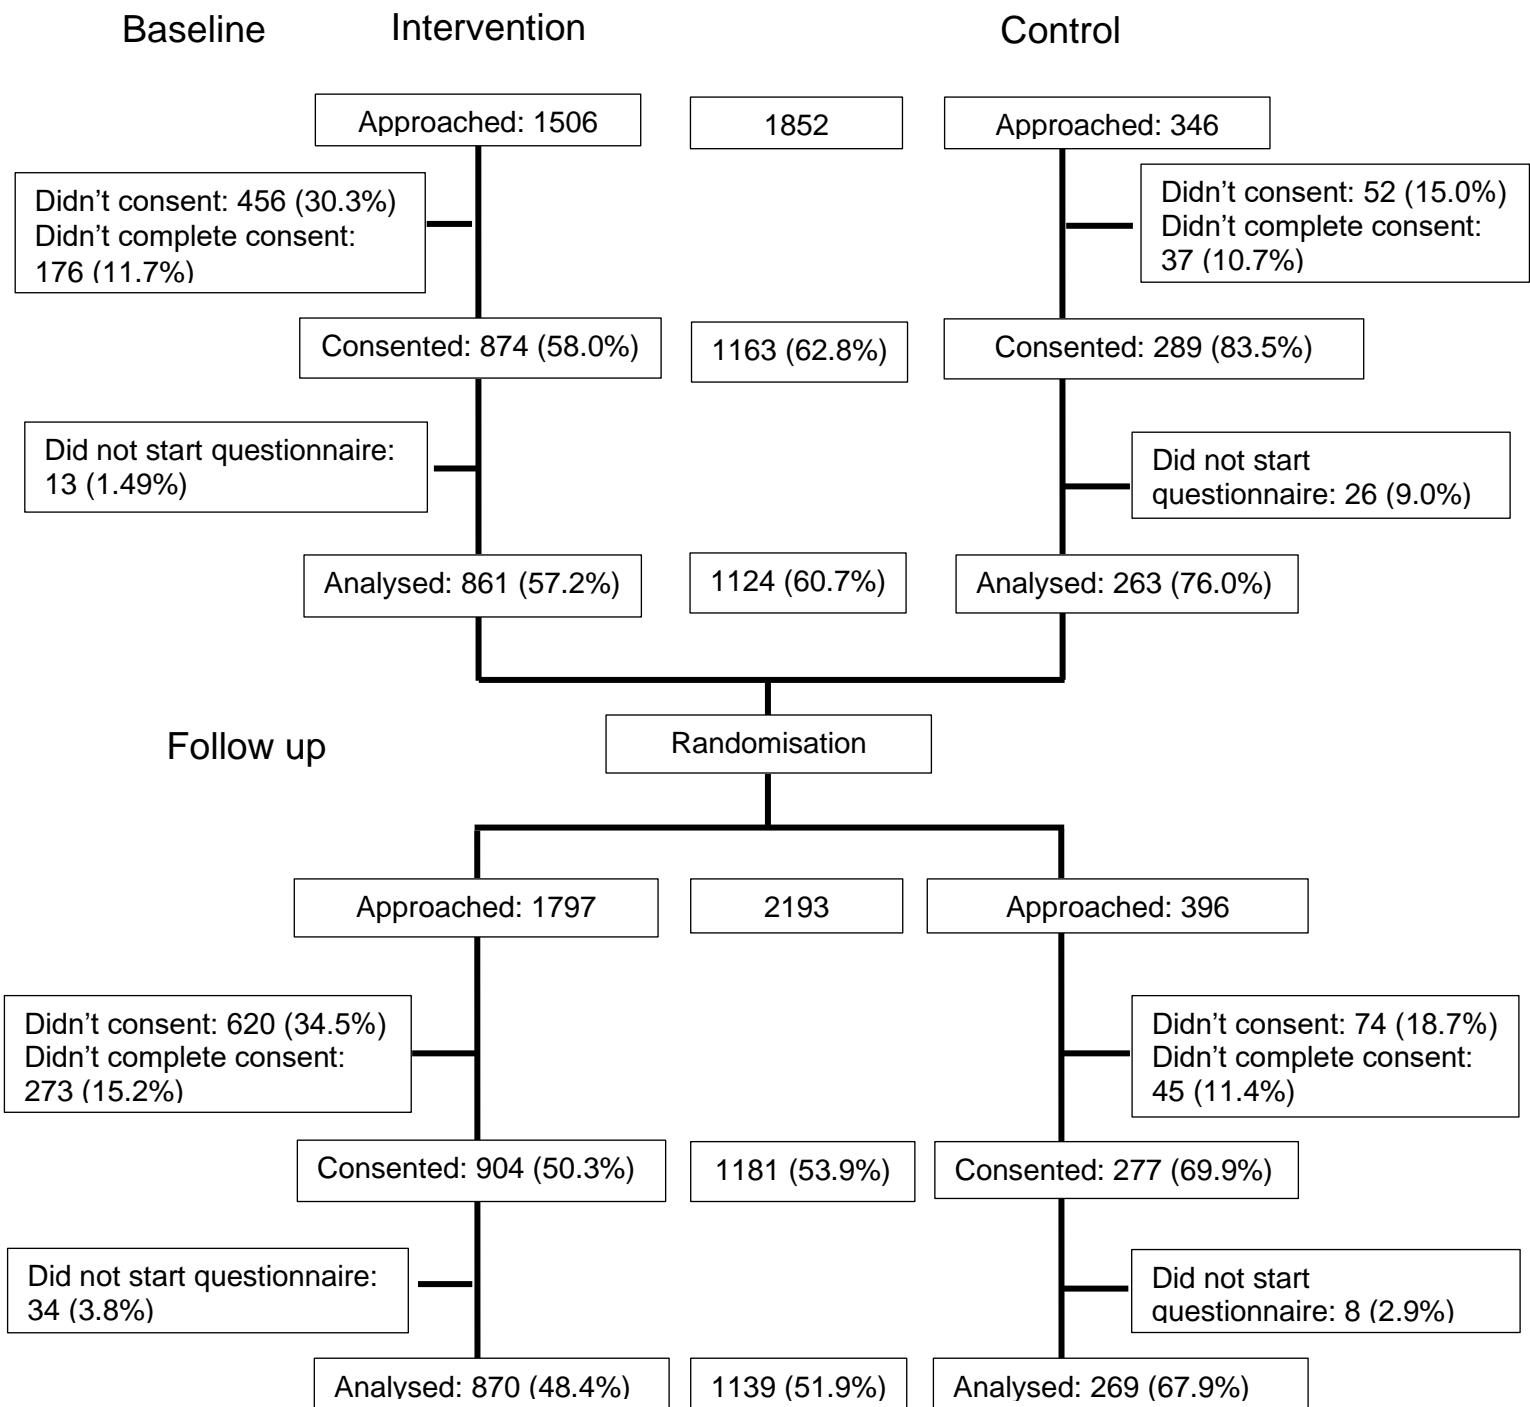 Baseline
Intervention
Control
Approached: 1506
1852
Approached: 346
Didn’t consent: 456 (30.3%)
Didn’t complete consent:
176 (11.7%)
Didn’t consent: 52 (15.0%)
Didn’t complete consent:
37 (10.7%)
Consented: 874 (58.0%)
1163 (62.8%)
Consented: 289 (83.5%)
Did not start questionnaire:
13 (1.49%)
Did not start
questionnaire: 26 (9.0%)
Analysed: 861 (57.2%)
1124 (60.7%)
Analysed: 263 (76.0%)
Follow up
Randomisation
Approached: 1797
2193
Approached: 396
Didn’t consent: 620 (34.5%)
Didn’t complete consent:
273 (15.2%)
Didn’t consent: 74 (18.7%)
Didn’t complete consent:
45 (11.4%)
Consented: 904 (50.3%)
1181 (53.9%)
Consented: 277 (69.9%)
Did not start questionnaire:
34 (3.8%)
Did not start
questionnaire: 8 (2.9%)
Analysed: 870 (48.4%)
1139 (51.9%)
Analysed: 269 (67.9%)